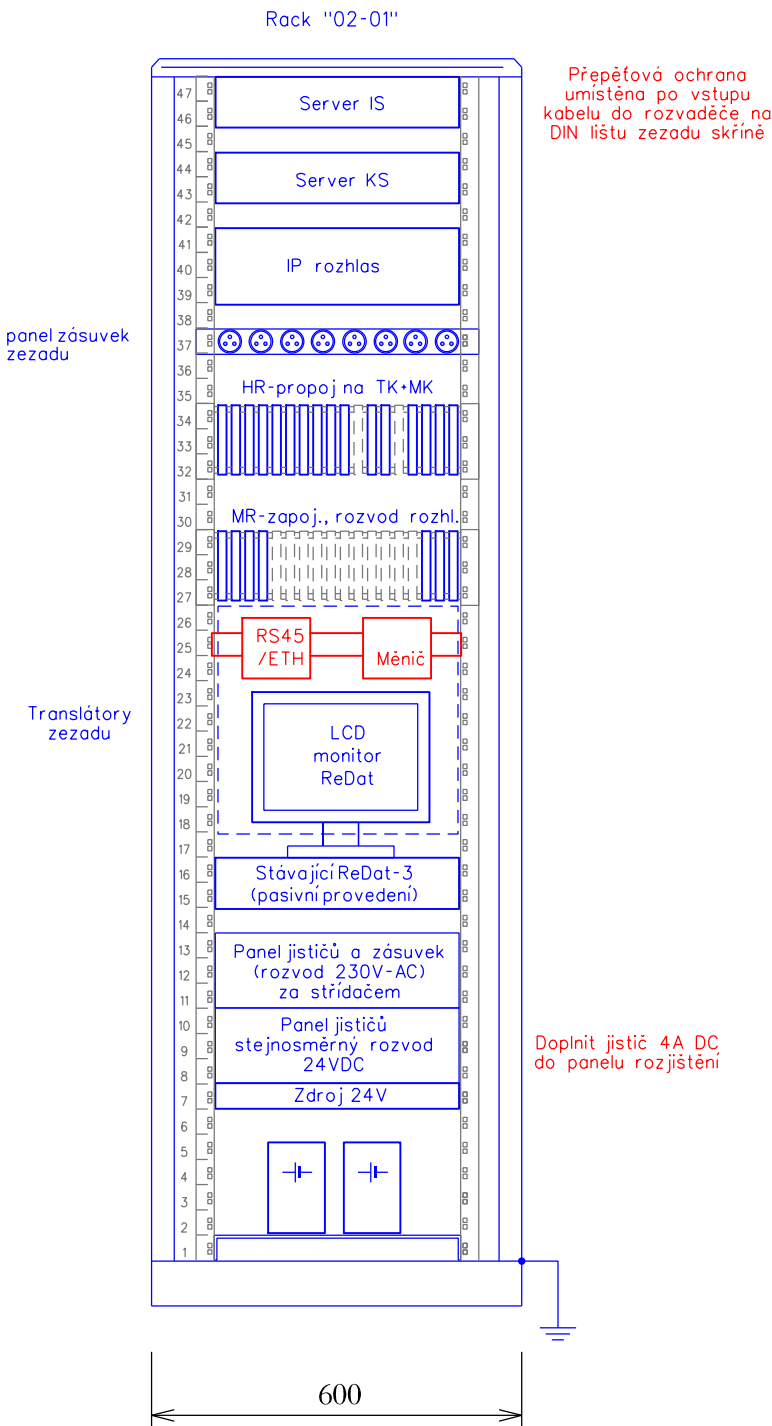 Rack "02-01"
Přepěťová ochrana
umístěna po vstupu
kabelu do rozvaděče na
DIN lištu zezadu skříně
47
Server IS
46
45
44
Server KS
43
42
41
40
IP rozhlas
39
38
panel zásuvek
zezadu
37
36
HR-propoj na TK+MK
35
34
33
32
31
30
MR-zapoj., rozvod rozhl.
29
28
27
26
RS45
/ETH
Měnič
25
24
23
Translátory
zezadu
22
LCD
monitor
ReDat
21
20
19
18
17
16
Stávající ReDat-3
(pasivní provedení)
15
14
13
Panel jističů a zásuvek
(rozvod 230V-AC)
za střídačem
12
11
10
Panel jističů
stejnosměrný rozvod
24VDC
9
Doplnit jistič 4A DC
do panelu rozjištění
8
7
Zdroj 24V
6
5
4
3
2
1
600